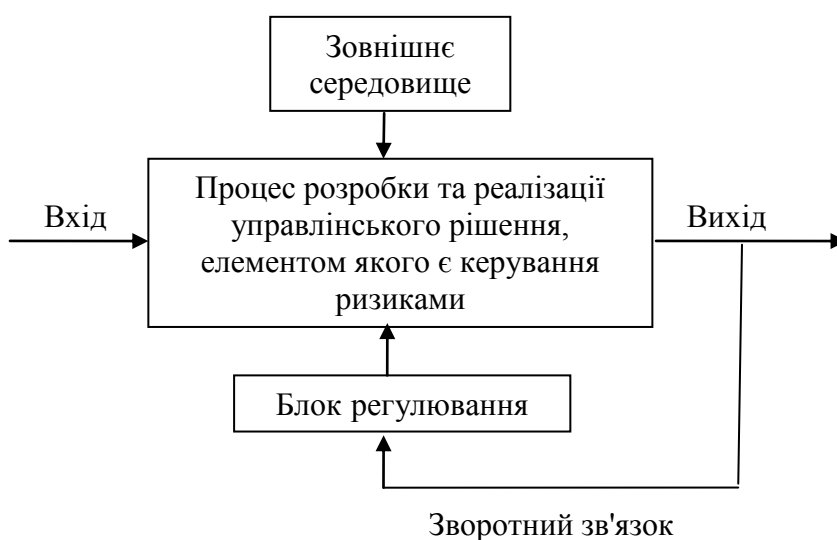 Зовнішнє
середовище
Процес розробки та реалізації
управлінського рішення,
елементом якого є керування
ризиками
Вхід
Вихід
Блок регулювання
Зворотний зв'язок